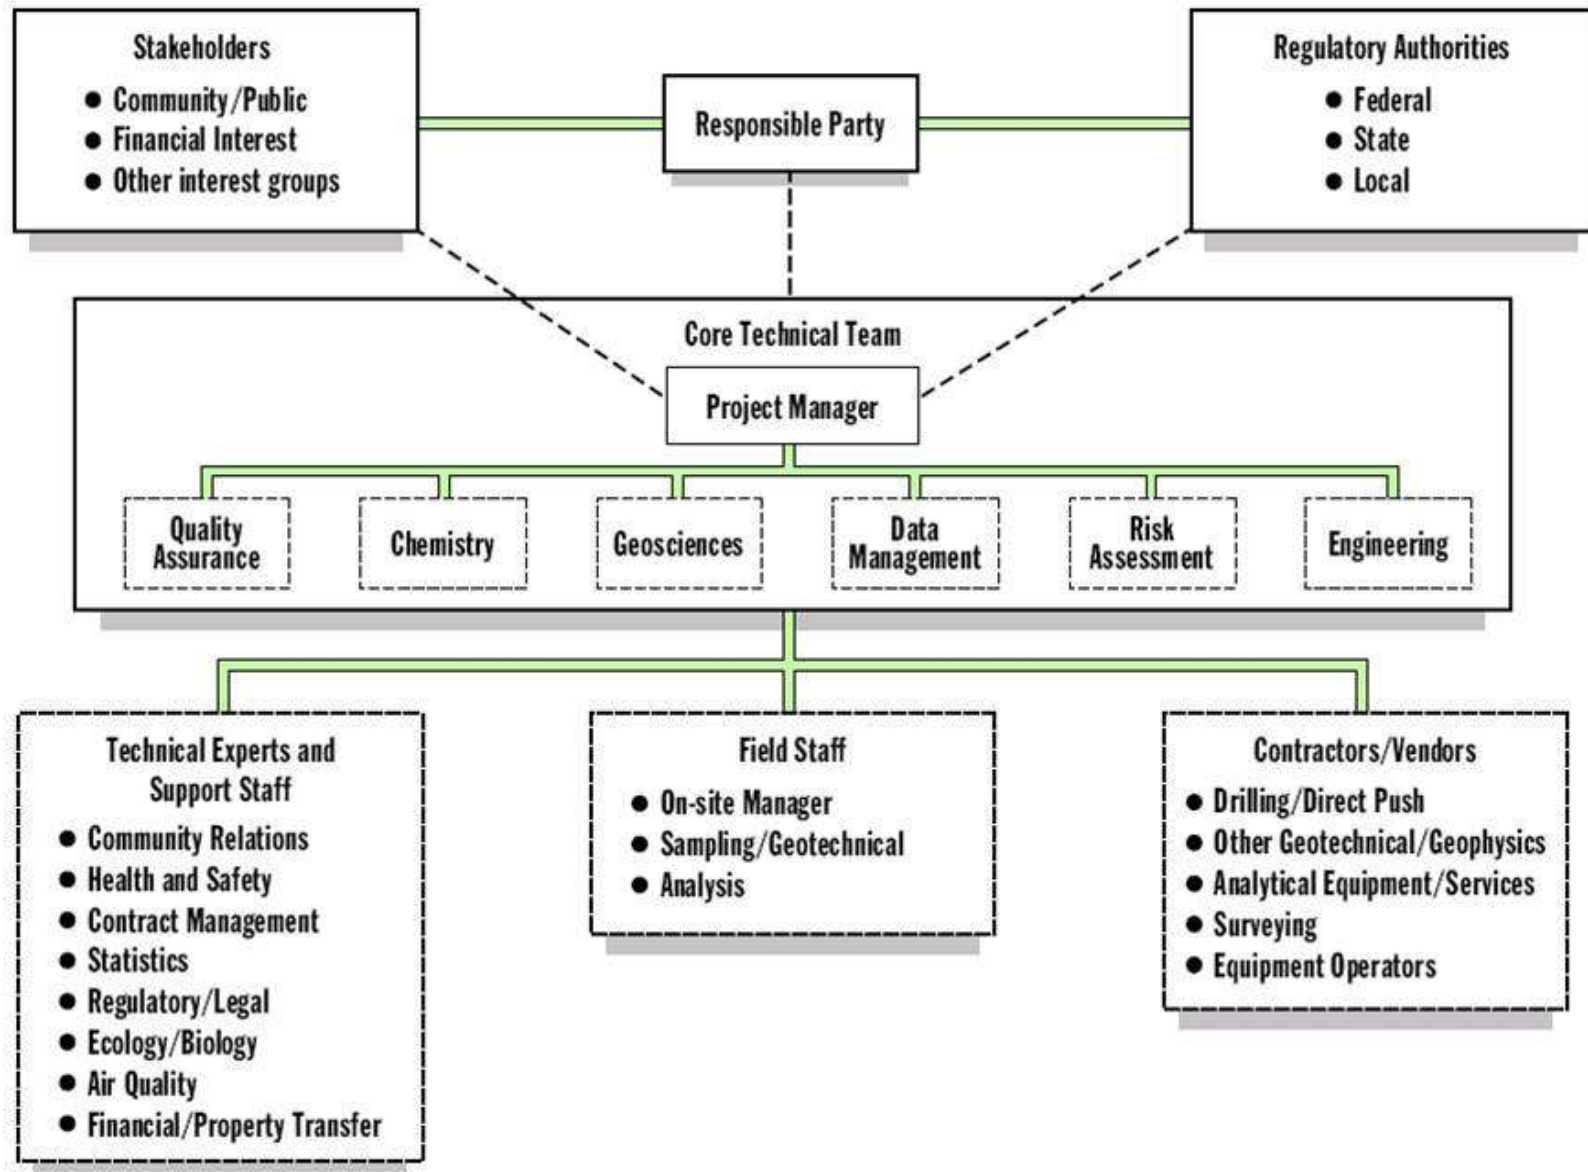 Stakeholders
● Community/Public
● Financial Interest
● Other interest groups
Responsible Party
Regulatory Authorities
● Federal
● State
● Local
Core Technical Team
Project Manager
Quality
Assurance
Chemistry
Geosciences
Data
Management
Risk
Assessment
Engineering
Technical Experts and
Support Staff
● Community Relations
● Health and Safety
● Contract Management
● Statistics
● Regulatory/Legal
● Ecology/Biology
● Air Quality
● Financial/Property Transfer
Field Staff
● On-site Manager
● Sampling/Geotechnical
● Analysis
Contractors/Vendors
● Drilling/Direct Push
● Other Geotechnical/Geophysics
● Analytical Equipment/Services
● Surveying
● Equipment Operators